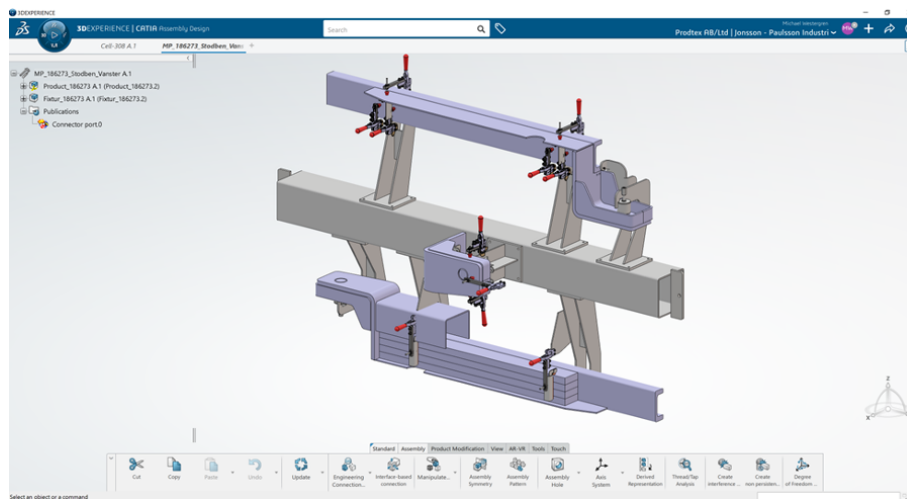 3DEXPERIENCE
3DEXPERIENCE | CATIA Assembly Design
Search
Michael Westergren
Prodtex AB/Ltd | Jonsson - Paulsson Industri
Cell-308 A.1
MP_186273_Stodben_Vans
MP_186273_Stodben_Vanster A.1
Product_186273 A.1 (Product_186273.2)
Fixtur_186273 A.1 (Fixtur_186273.2)
Publications
Connector port.0
Z
X
Standard Assembly Product Modification View AR-VR Tools Touch
Cut
Copy
Paste
Undo
Update
Engineering Connection...
Interface-based connection
Manipulate...
Assembly Symmetry
Assembly Pattern
Assembly Hole
Axis System
Derived Representation
Thread/Tap Analysis
Create interference
Create non persisten...
Degree of Freedom...
Select an object or a command